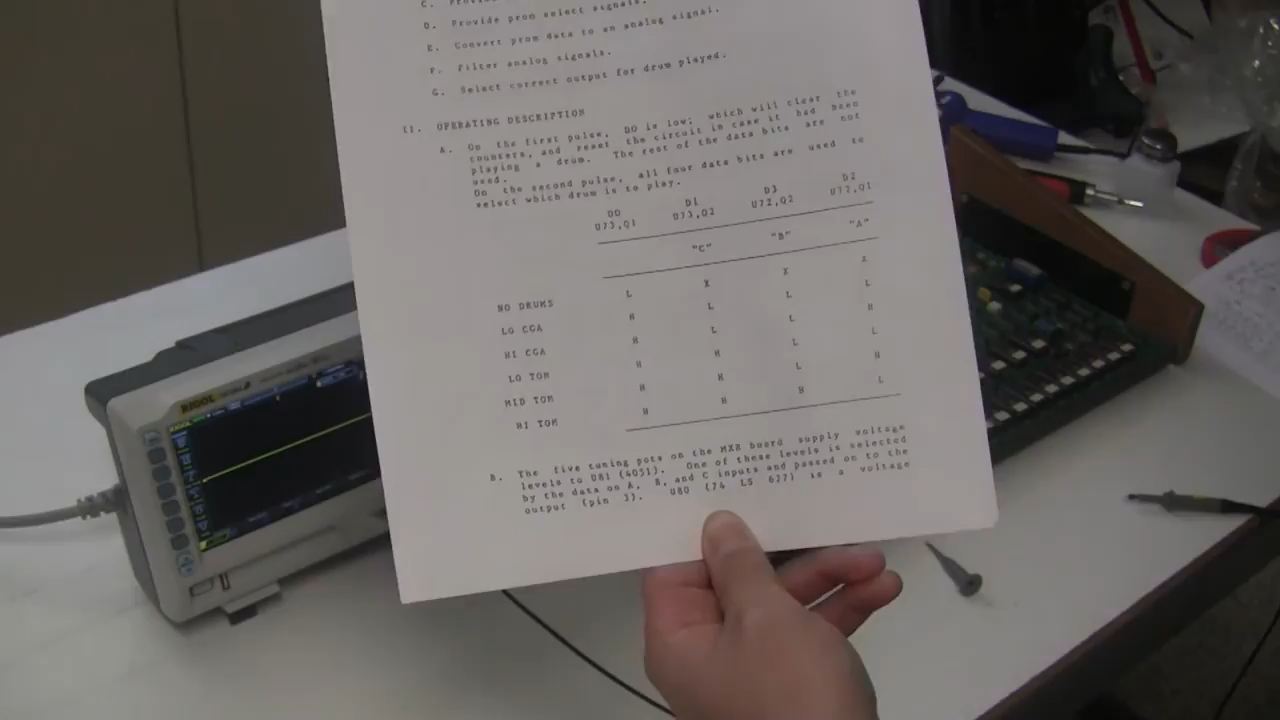 C. Provide
D. Provide prom select signals.
E. Convert prom data to an analog signal.
F. Filter analog signals.
G. Select correct output for drum played.
II. OPERATING DESCRIPTION
A. On the first pulse, D0 is low; which will clear the
counters, and reset the circuit in case it had been
playing a drum. The rest of the data bits are not
used.
On the second pulse, all four data bits are used to
select which drum is to play.
D0 D1 D3 D2
U73,Q1 U73,Q2 U72,Q2 U72,Q1
"C" "B" "A"
NO DRUMS L X X X
LO CGA H L L L
HI CGA H L L H
LO TOM H H L L
MID TOM H H L H
HI TOM H H H L
B. The five tuning pots on the MXR board supply voltage
levels to U81 (4051). One of these levels is selected
by the data on A, B, and C inputs and passed on to the
output (pin 3). U80 (74 LS 627) is a voltage
RIGOL